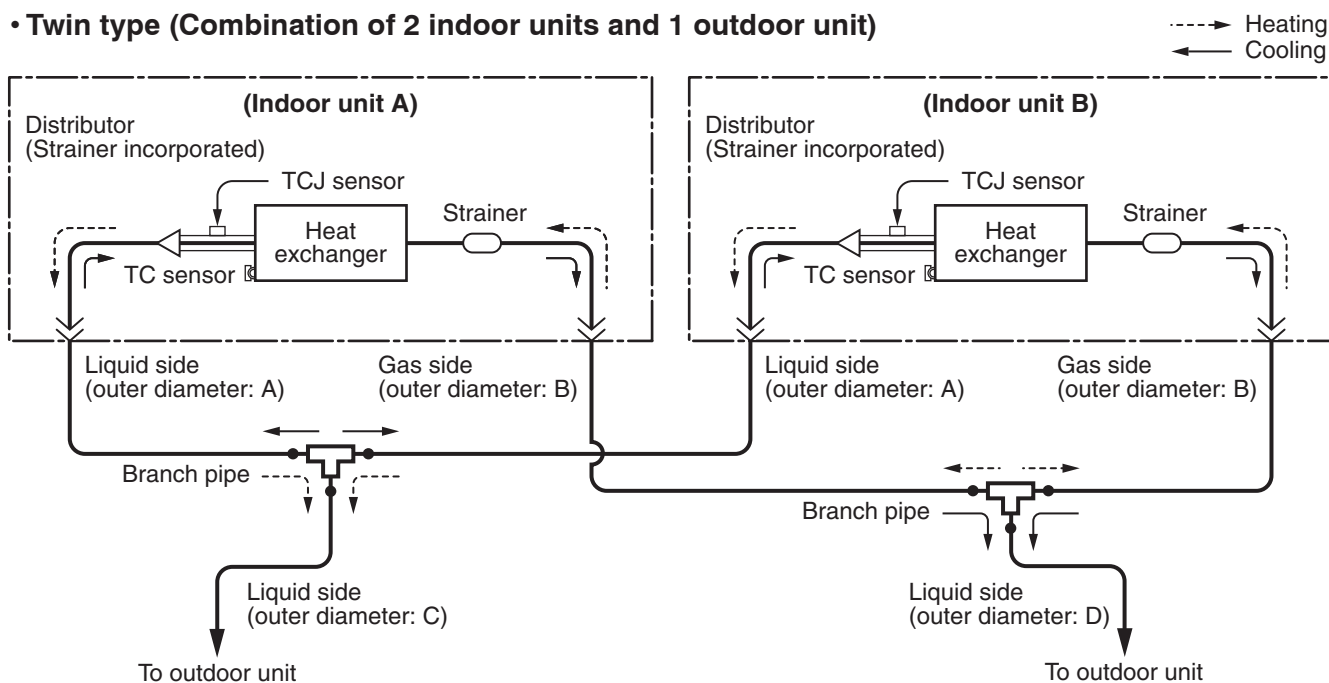 • Twin type (Combination of 2 indoor units and 1 outdoor unit)
Heating
Cooling
(Indoor unit A)
Distributor
(Strainer incorporated)
TCJ sensor
Strainer
Heat
exchanger
TC sensor
Liquid side
(outer diameter: A)
Gas side
(outer diameter: B)
(Indoor unit B)
Distributor
(Strainer incorporated)
TCJ sensor
Strainer
Heat
exchanger
TC sensor
Liquid side
(outer diameter: A)
Gas side
(outer diameter: B)
Branch pipe
Branch pipe
Liquid side
(outer diameter: C)
Liquid side
(outer diameter: D)
To outdoor unit
To outdoor unit